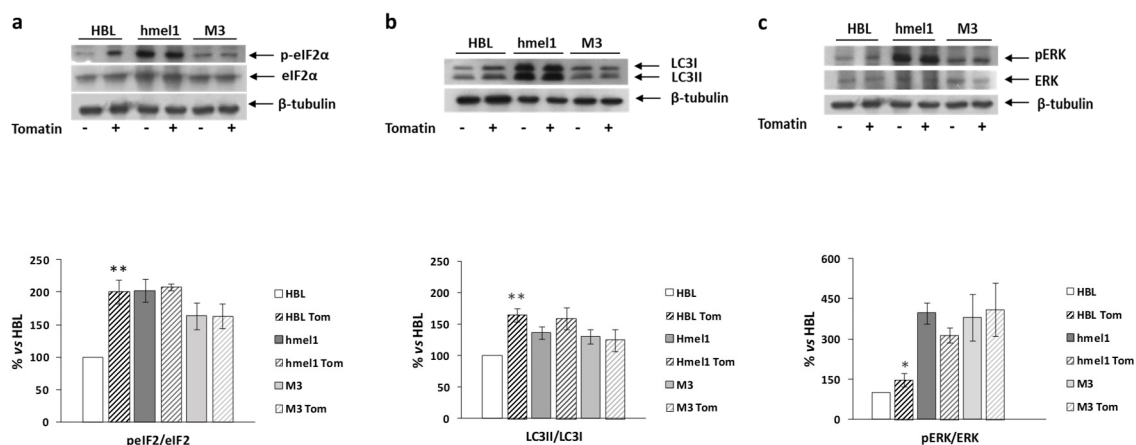 a
HBL hmel1 M3
p-eIF2α
eIF2α
β-tubulin
Tomatin - + - + - +
b
HBL hmel1 M3
LC3I
LC3II
β-tubulin
Tomatin - + - + - +
c
HBL hmel1 M3
pERK
ERK
β-tubulin
Tomatin - + - + - +
% vs HBL
250
200
150
100
50
0
**
peIF2/eIF2
HBL
HBL Tom
hmel1
hmel1 Tom
M3
M3 Tom
% vs HBL
250
200
150
100
50
0
**
LC3II/LC3I
HBL
HBL Tom
Hmel1
Hmel1 Tom
M3
M3 Tom
% vs HBL
600
450
300
150
0
*
pERK/ERK
HBL
HBL Tom
hmel1
hmel1 Tom
M3
M3 Tom